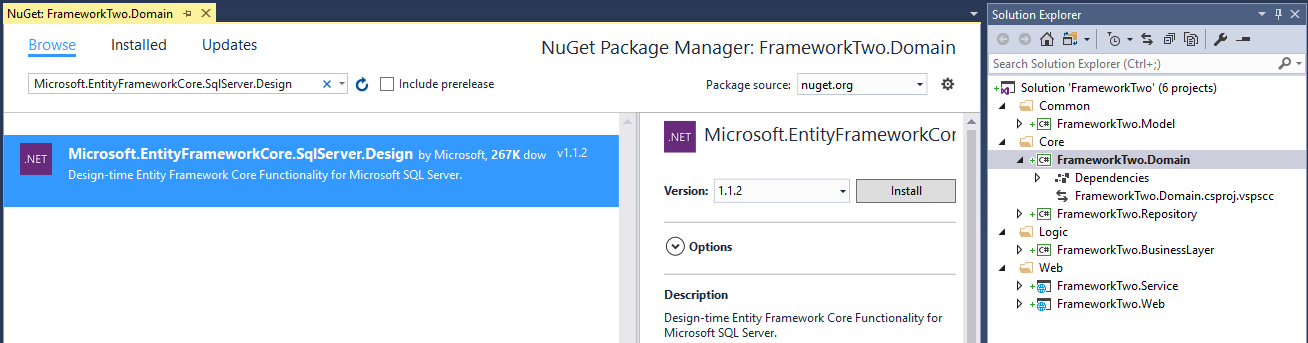 NuGet: FrameworkTwo.Domain
Browse Installed Updates
NuGet Package Manager: FrameworkTwo.Domain
Microsoft.EntityFrameworkCore.SqlServer.Design
Include prerelease
Package source: nuget.org
.NET
Microsoft.EntityFrameworkCore.SqlServer.Design by Microsoft, 267K dow v1.1.2
Design-time Entity Framework Core Functionality for Microsoft SQL Server.
.NET
Microsoft.EntityFrameworkCor
Version: 1.1.2 Install
Options
Description
Design-time Entity Framework Core Functionality for
Microsoft SQL Server.
Solution Explorer
Search Solution Explorer (Ctrl+;)
Solution 'FrameworkTwo' (6 projects)
Common
C# FrameworkTwo.Model
Core
C# FrameworkTwo.Domain
Dependencies
FrameworkTwo.Domain.csproj.vspscc
C# FrameworkTwo.Repository
Logic
C# FrameworkTwo.BusinessLayer
Web
FrameworkTwo.Service
FrameworkTwo.Web